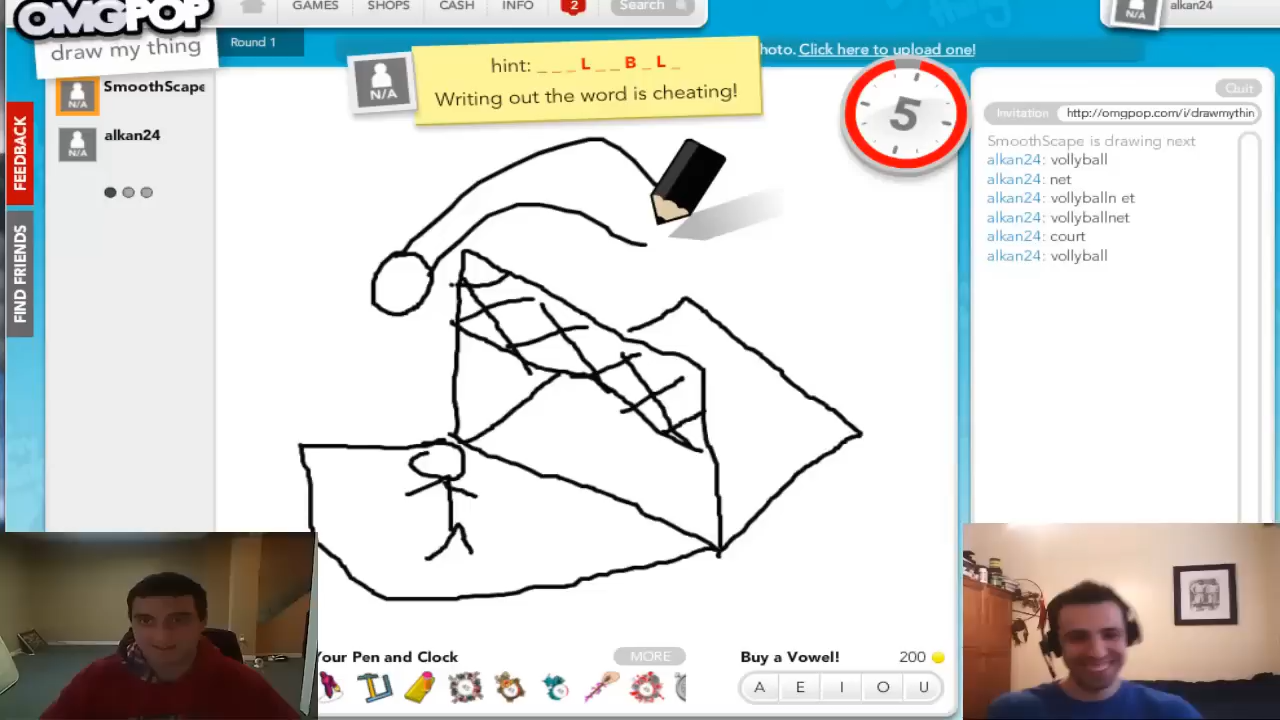 OMGPOP
draw my thing
GAMES
SHOPS
CASH
INFO
2
Search
N/A
alkan24
Round 1
hoto. Click here to upload one!
N/A
hint: _ _ _ L _ _ B _ L _
Writing out the word is cheating!
5
FEEDBACK
FIND FRIENDS
N/A
SmoothScape
N/A
alkan24
Quit
Invitation
http://omgpop.com/i/drawmythin
SmoothScape is drawing next
alkan24: vollyball
alkan24: net
alkan24: vollyballn et
alkan24: vollyballnet
alkan24: court
alkan24: vollyball
Your Pen and Clock
MORE
Buy a Vowel!
200
A E I O U